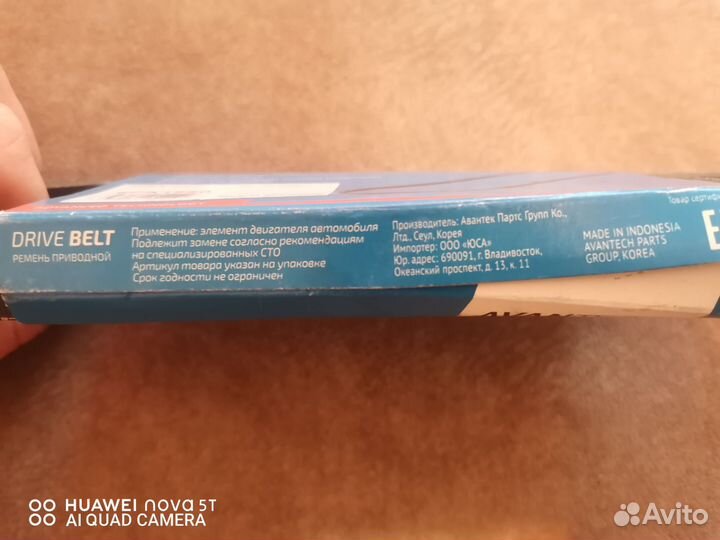 DRIVE BELT
РЕМЕНЬ ПРИВОДНОЙ
Применение: элемент двигателя автомобиля
Подлежит замене согласно рекомендациям
на специализированных СТО
Артикул товара указан на упаковке
Срок годности не ограничен
Производитель: Авантек Партс Групп Ко.,
Лтд., Сеул, Корея
Импортер: ООО "ЮСА"
Юр. адрес: 690091, г. Владивосток,
Океанский проспект, д. 13, к. 11
MADE IN INDONESIA
AVANTECH PARTS
GROUP, KOREA
Товар
E
HUAWEI nova 5T
AI QUAD CAMERA
Avito